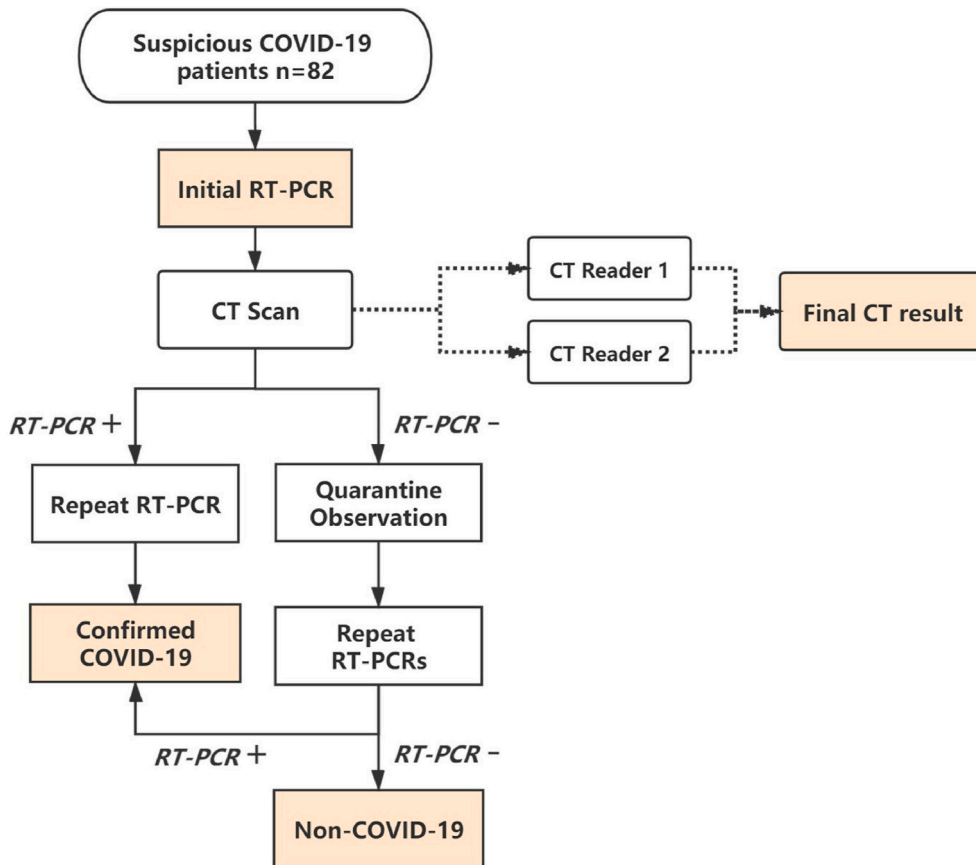 Suspicious COVID-19
patients n=82
Initial RT-PCR
CT Scan
CT Reader 1
CT Reader 2
Final CT result
RT-PCR +
RT-PCR -
Repeat RT-PCR
Quarantine
Observation
Confirmed
COVID-19
Repeat
RT-PCRs
RT-PCR +
RT-PCR -
Non-COVID-19